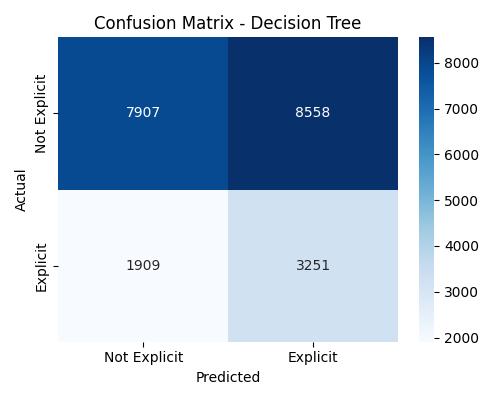 Confusion Matrix - Decision Tree
Actual
Not Explicit
Explicit
7907 8558
1909 3251
Not Explicit Explicit
Predicted
8000
7000
6000
5000
4000
3000
2000